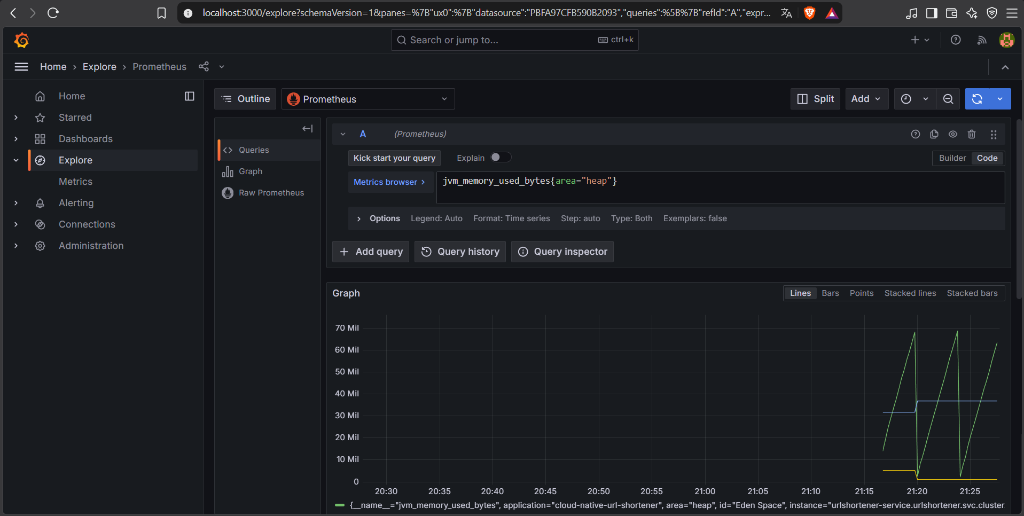 localhost:3000/explore?schemaVersion=1&panes=%7B"ux0":%7B"datasource":"PBFA97CFB590B2093","queries":%5B%7B"refId":"A","expr...
Search or jump to...
ctrl+k
Home › Explore › Prometheus
Home
Starred
Dashboards
Explore
Metrics
Alerting
Connections
Administration
Outline
Prometheus
Split
Add
Queries
Graph
Raw Prometheus
A (Prometheus)
Kick start your query
Explain
Builder
Code
Metrics browser ›
jvm_memory_used_bytes{area="heap"}
Options Legend: Auto Format: Time series Step: auto Type: Both Exemplars: false
+ Add query
Query history
Query inspector
Graph
Lines Bars Points Stacked lines Stacked bars
70 Mil
60 Mil
50 Mil
40 Mil
30 Mil
20 Mil
10 Mil
0
20:30 20:35 20:40 20:45 20:50 20:55 21:00 21:05 21:10 21:15 21:20 21:25
{__name__="jvm_memory_used_bytes", application="cloud-native-url-shortener", area="heap", id="Eden Space", instance="urlshortener-service.urlshortener.svc.cluster